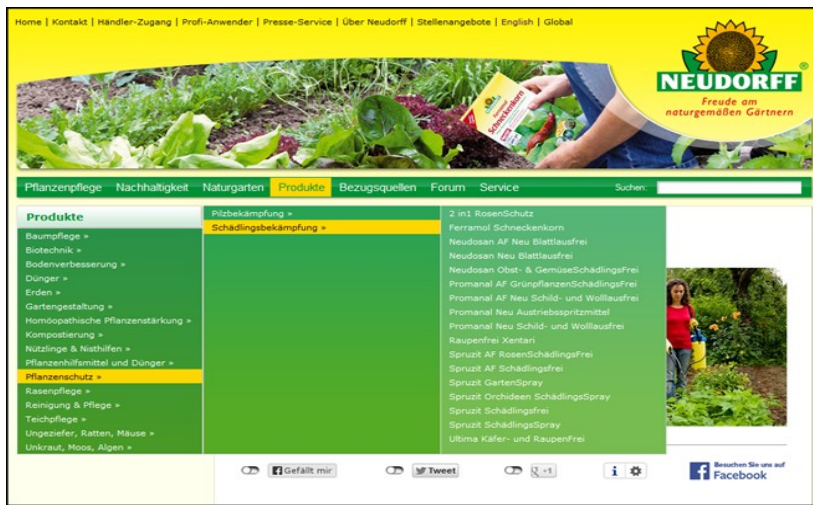 Home | Kontakt | Händler-Zugang | Profi-Anwender | Presse-Service | Über Neudorff | Stellenangebote | English | Global
NEUDORFF®
Freude am
naturgemäßen Gärtnern
Neudorff
Ferramol
Schneckenkorn
Pflanzenpflege Nachhaltigkeit Naturgarten Produkte Bezugsquellen Forum Service Suchen:
Produkte
Baumpflege »
Biotechnik »
Bodenverbesserung »
Dünger »
Erden »
Gartengestaltung »
Homöopathische Pflanzenstärkung »
Kompostierung »
Nützlinge & Nisthilfen »
Pflanzenhilfsmittel und Dünger »
Pflanzenschutz »
Rasenpflege »
Reinigung & Pflege »
Teichpflege »
Ungeziefer, Ratten, Mäuse »
Unkraut, Moos, Algen »
Pilzbekämpfung »
Schädlingsbekämpfung »
2 in1 RosenSchutz
Ferramol Schneckenkorn
Neudosan AF Neu Blattlausfrei
Neudosan Neu Blattlausfrei
Neudosan Obst- & GemüseSchädlingsFrei
Promanal AF GrünpflanzenSchädlingsFrei
Promanal AF Neu Schild- und Wolllausfrei
Promanal Neu Austriebsspritzmittel
Promanal Neu Schild- und Wolllausfrei
Raupenfrei Xentari
Spruzit AF RosenSchädlingsFrei
Spruzit AF Schädlingsfrei
Spruzit GartenSpray
Spruzit Orchideen SchädlingsSpray
Spruzit Schädlingsfrei
Spruzit SchädlingsSpray
Ultima Käfer- und RaupenFrei
Gefällt mir
Tweet
+1
i
Besuchen Sie uns auf
Facebook